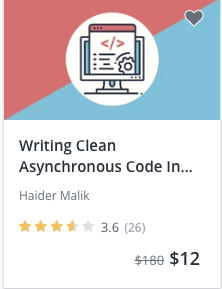 </>
Writing Clean
Asynchronous Code In...
Haider Malik
3.6 (26)
$180 $12